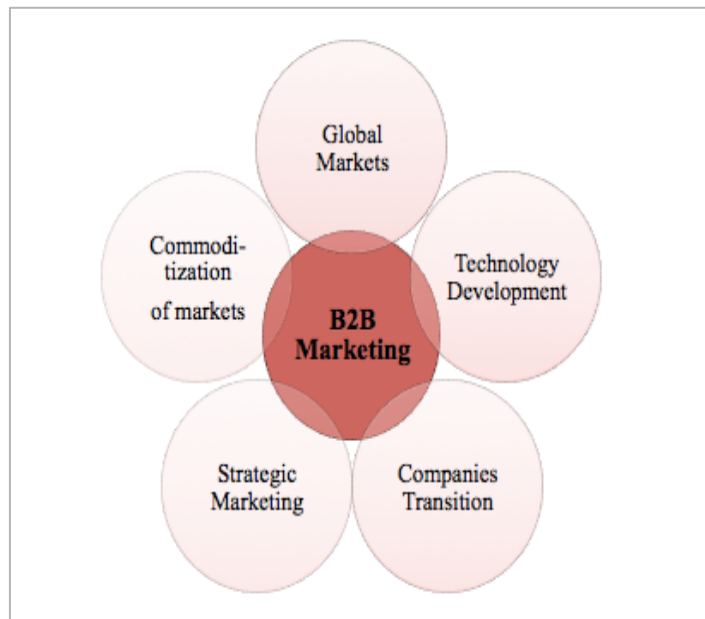 Global
Markets
Technology
Development
Companies
Transition
Strategic
Marketing
Commodi-
tization
of markets
B2B
Marketing